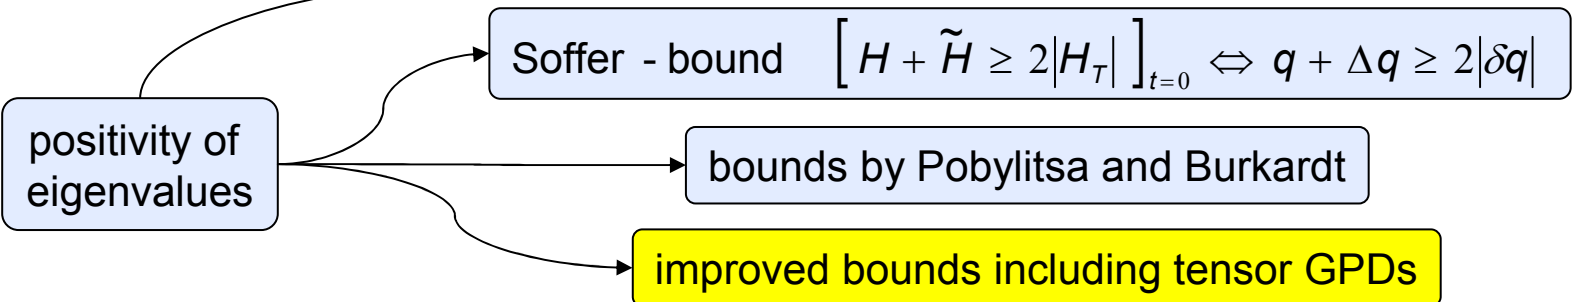 Soffer - bound [ H + H̃ ≥ 2|H_T| ]_{t=0} ⇔ q + Δq ≥ 2|δq|
positivity of
eigenvalues
bounds by Pobylitsa and Burkardt
improved bounds including tensor GPDs